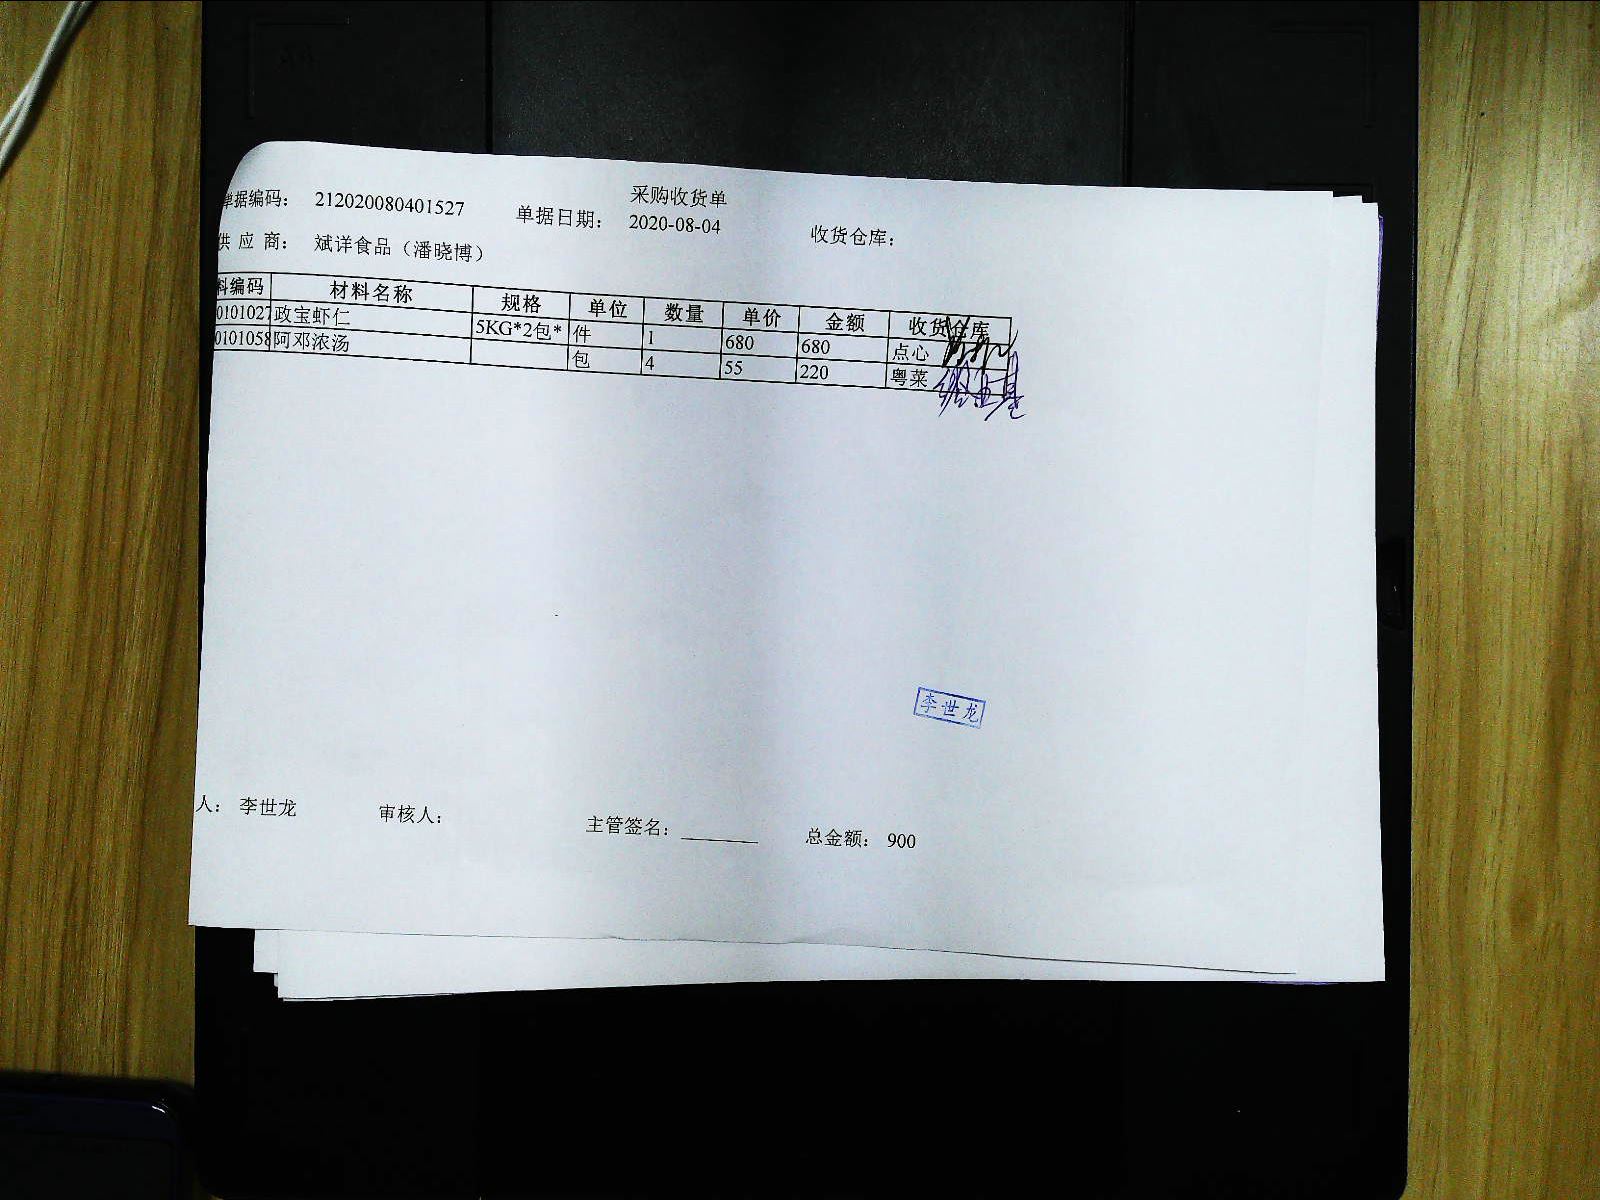 采购收货单
单据编码： 212020080401527 单据日期： 2020-08-04 收货仓库：
供 应 商： 斌详食品（潘晓博）
料编码 材料名称 规格 单位 数量 单价 金额 收货仓库
0101027 政宝虾仁 5KG*2包* 件 1 680 680 点心
0101058 阿邓浓汤 包 4 55 220 粤菜
李世龙
人： 李世龙 审核人： 主管签名： 总金额： 900